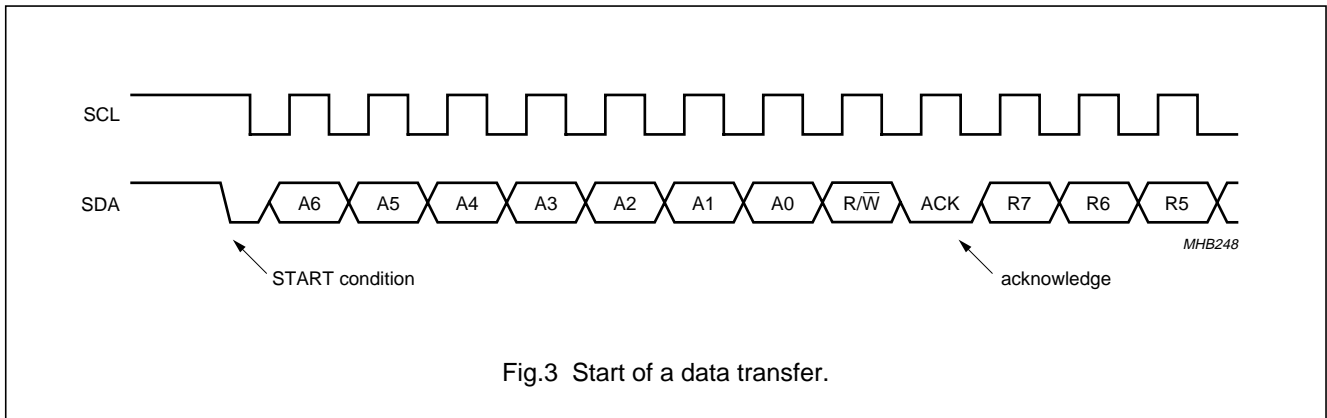 SCL
SDA A6 A5 A4 A3 A2 A1 A0 R/W̅ ACK R7 R6 R5
MHB248
START condition acknowledge
Fig.3 Start of a data transfer.